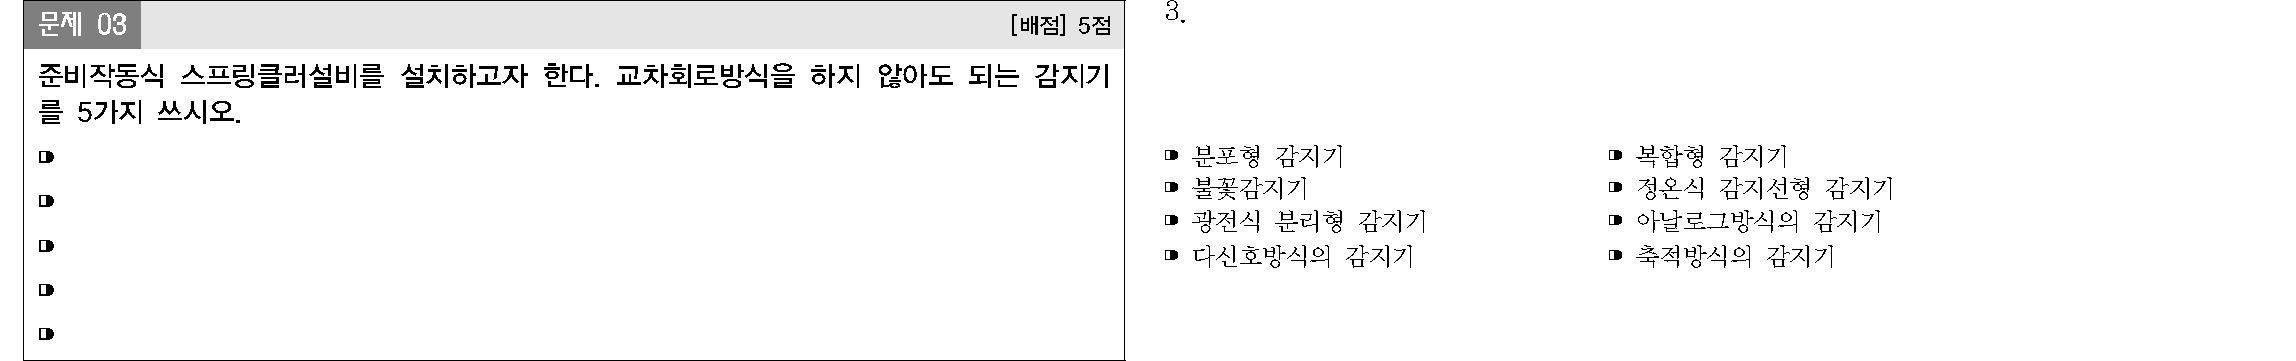 문제 03
[배점] 5점
준비작동식 스프링클러설비를 설치하고자 한다. 교차회로방식을 하지 않아도 되는 감지기
를 5가지 쓰시오.
3.
분포형 감지기
복합형 감지기
불꽃감지기
정온식 감지선형 감지기
광전식 분리형 감지기
아날로그방식의 감지기
다신호방식의 감지기
축적방식의 감지기